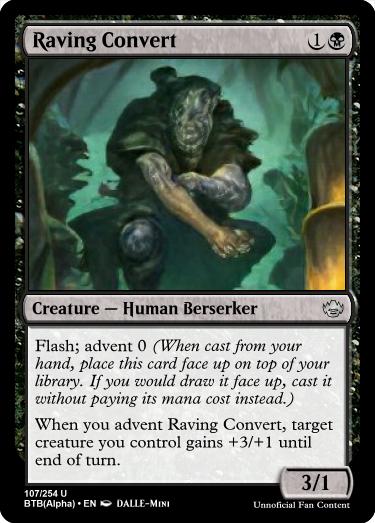 Raving Convert 1
Creature — Human Berserker
Flash; advent 0 (When cast from your
hand, place this card face up on top of your
library. If you would draw it face up, cast it
without paying its mana cost instead.)
When you advent Raving Convert, target
creature you control gains +3/+1 until
end of turn.
3/1
107/254 U
BTB(Alpha) • EN DALLE-Mini
Unnoficial Fan Content